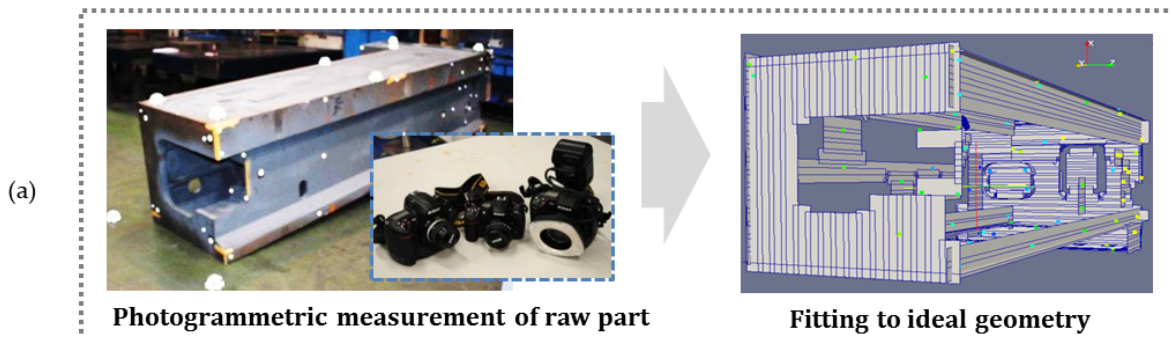 (a)
Photogrammetric measurement of raw part
Fitting to ideal geometry